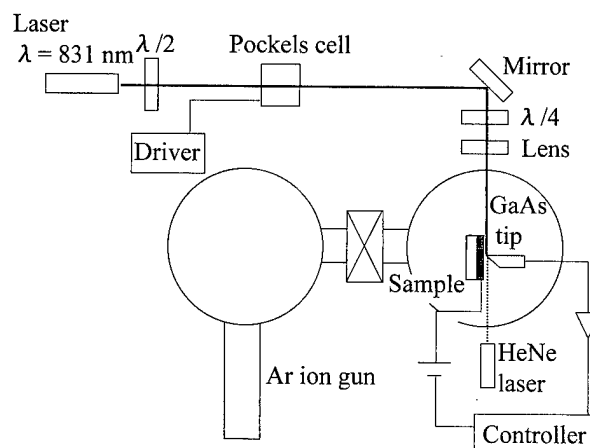 Laser
λ = 831 nm
λ/2
Pockels cell
Mirror
λ/4
Lens
Driver
GaAs
tip
Sample
Ar ion gun
HeNe
laser
Controller